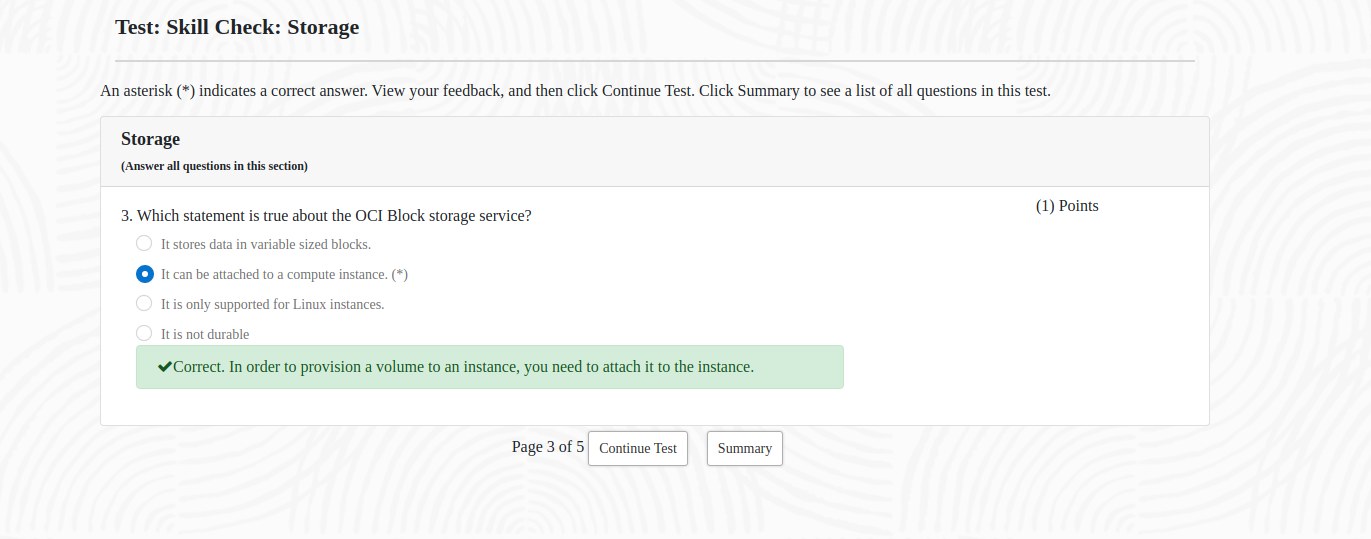 Test: Skill Check: Storage
An asterisk (*) indicates a correct answer. View your feedback, and then click Continue Test. Click Summary to see a list of all questions in this test.
Storage
(Answer all questions in this section)
3. Which statement is true about the OCI Block storage service?
(1) Points
It stores data in variable sized blocks.
It can be attached to a compute instance. (*)
It is only supported for Linux instances.
It is not durable
Correct. In order to provision a volume to an instance, you need to attach it to the instance.
Page 3 of 5 Continue Test Summary